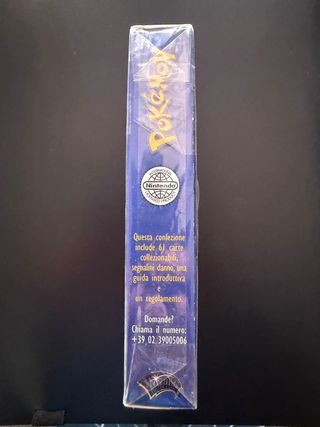 POKéMON
Nintendo
Questa confezione
include 61 carte
collezionabili,
segnalini danno, una
guida introduttiva
e
un regolamento.
Domande?
Chiama il numero:
+39 02 39005006